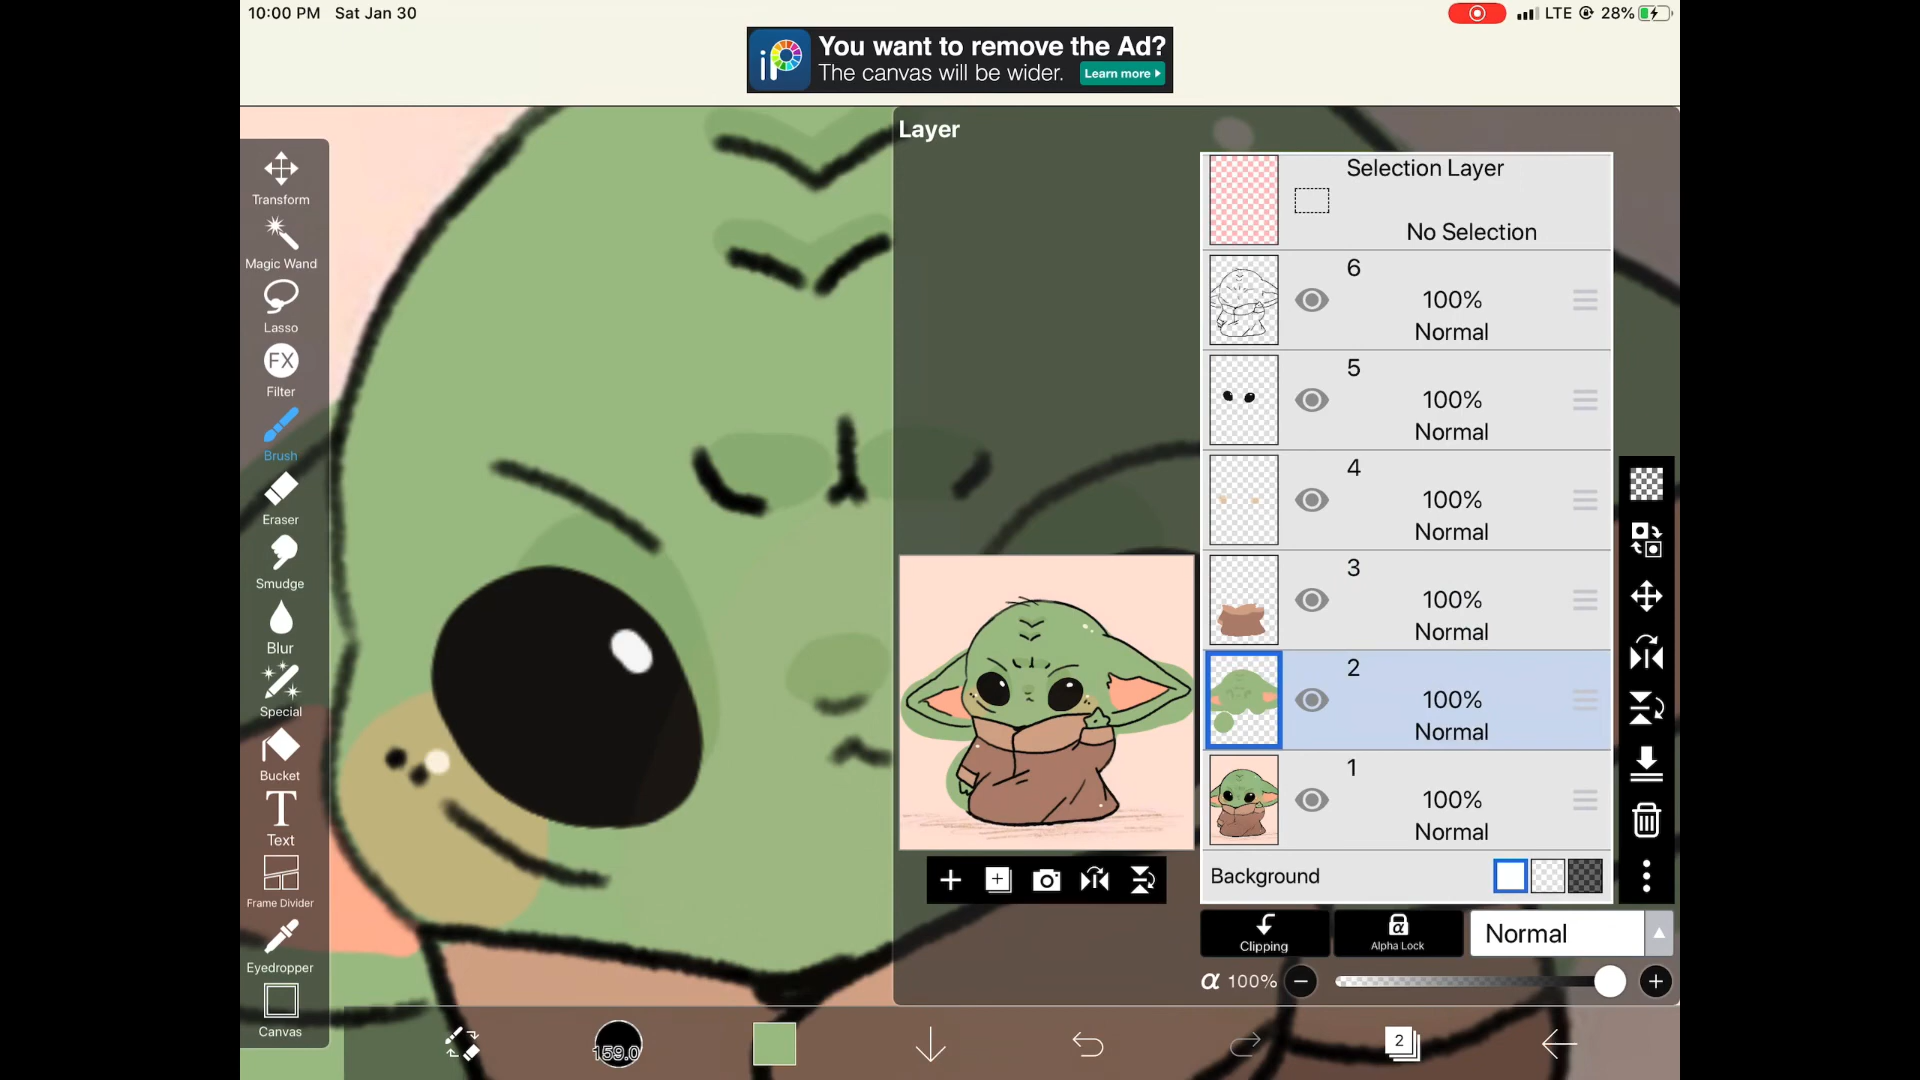 10:00 PM Sat Jan 30
LTE 28%
iP
You want to remove the Ad?
The canvas will be wider. Learn more
Layer
Transform
Magic Wand
Lasso
FX
Filter
Brush
Eraser
Smudge
Blur
Special
Bucket
T
Text
Frame Divider
Eyedropper
Canvas
Selection Layer
No Selection
6
100%
Normal
5
100%
Normal
4
100%
Normal
3
100%
Normal
2
100%
Normal
1
100%
Normal
Background
Clipping
α
Alpha Lock
Normal
α 100%
159.0
2